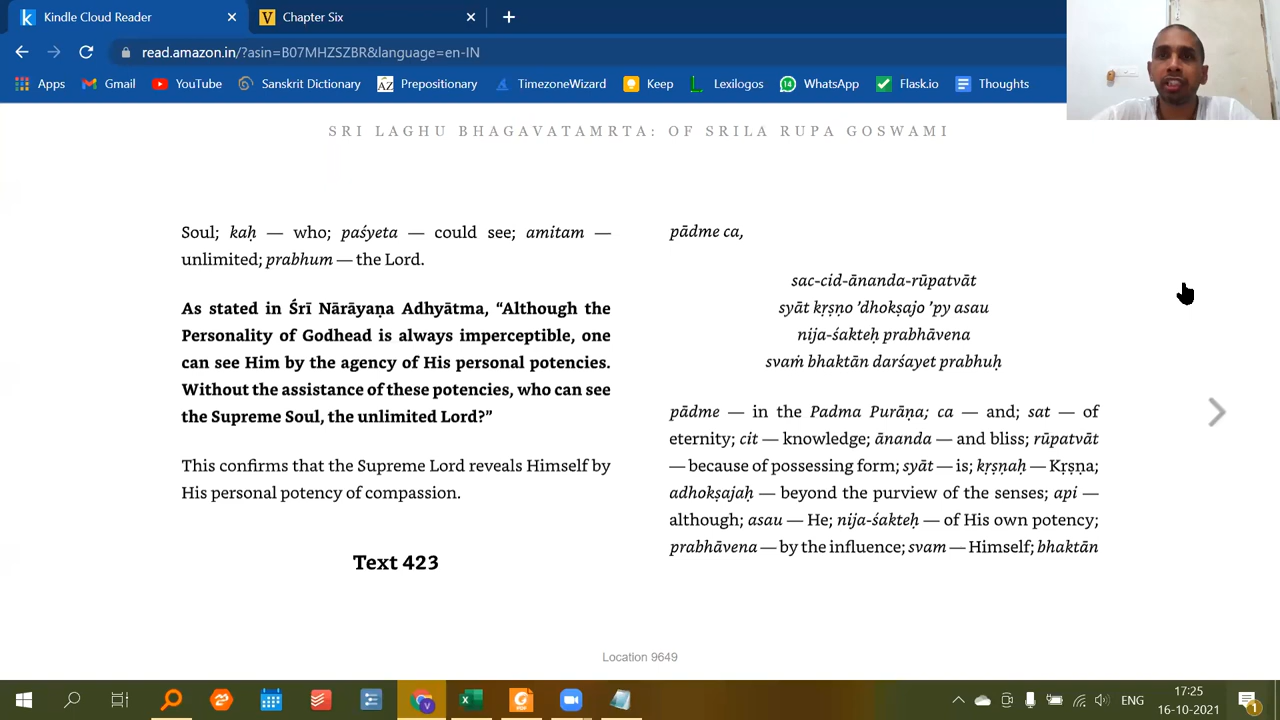 Kindle Cloud Reader
Chapter Six
read.amazon.in/?asin=B07MHZSZBR&language=en-IN
Apps
Gmail
YouTube
Sanskrit Dictionary
Prepositionary
TimezoneWizard
Keep
Lexilogos
14
WhatsApp
Flask.io
Thoughts
SRI LAGHU BHAGAVATAMRTA: OF SRILA RUPA GOSWAMI
Soul; kaḥ — who; paśyeta — could see; amitam —
unlimited; prabhum — the Lord.
As stated in Śrī Nārāyaṇa Adhyātma, “Although the
Personality of Godhead is always imperceptible, one
can see Him by the agency of His personal potencies.
Without the assistance of these potencies, who can see
the Supreme Soul, the unlimited Lord?”
This confirms that the Supreme Lord reveals Himself by
His personal potency of compassion.
Text 423
pādme ca,
sac-cid-ānanda-rūpatvāt
syāt kṛṣṇo ’dhokṣajo ’py asau
nija-śakteḥ prabhāvena
svaṁ bhaktān darśayet prabhuḥ
pādme — in the Padma Purāṇa; ca — and; sat — of
eternity; cit — knowledge; ānanda — and bliss; rūpatvāt
— because of possessing form; syāt — is; kṛṣṇaḥ — Kṛṣṇa;
adhokṣajaḥ — beyond the purview of the senses; api —
although; asau — He; nija-śakteḥ — of His own potency;
prabhāvena — by the influence; svam — Himself; bhaktān
Location 9649
ENG
17:25
16-10-2021
1